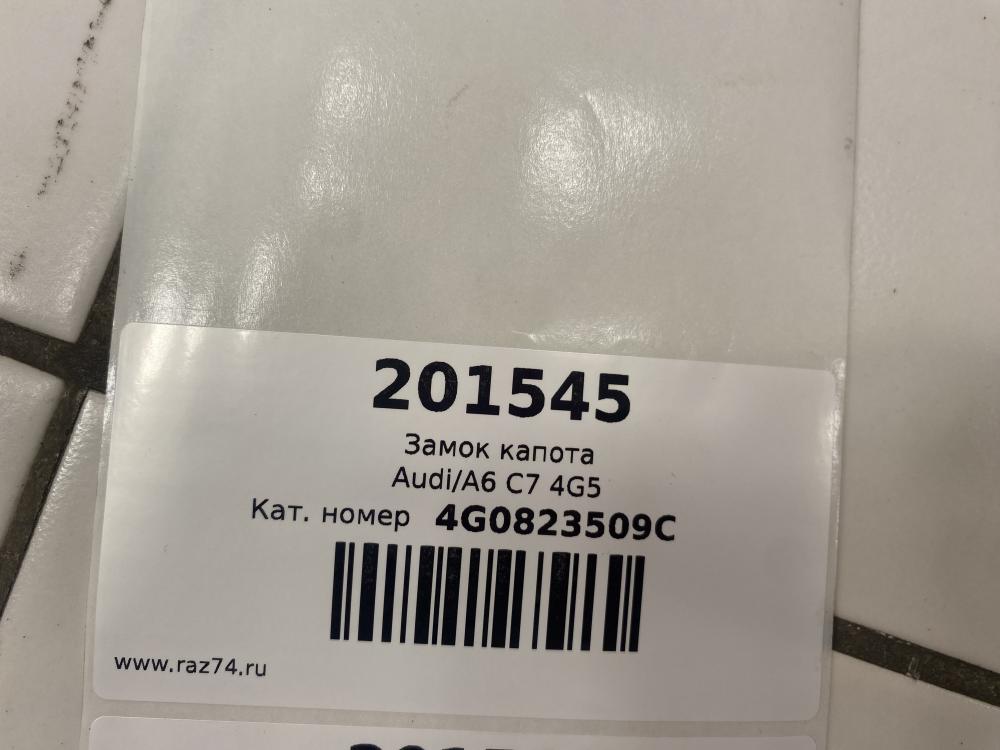 201545
Замок капота
Audi/A6 C7 4G5
Кат. номер 4G0823509C
www.raz74.ru